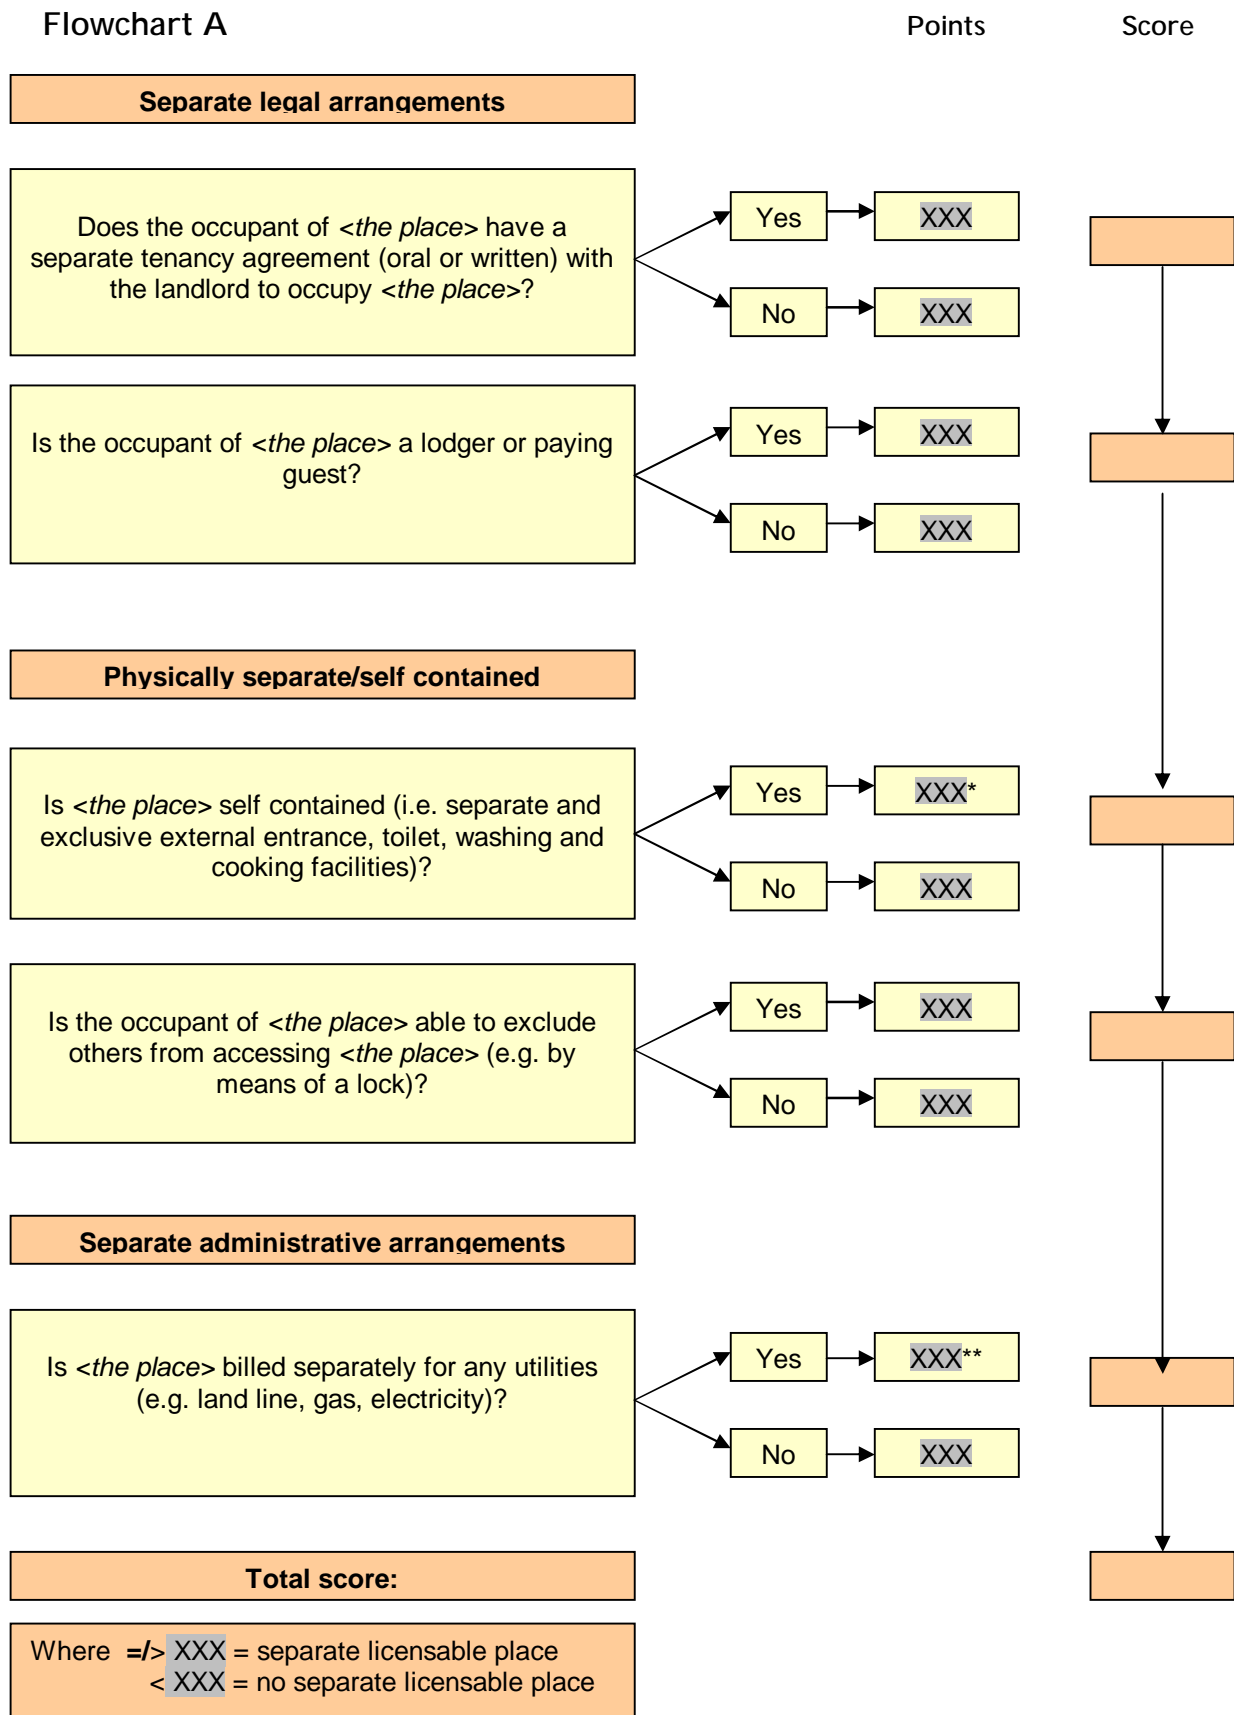 Flowchart A
Points
Score
Separate legal arrangements
Does the occupant of <the place> have a
separate tenancy agreement (oral or written) with
the landlord to occupy <the place>?
Yes
XXX
No
XXX
Is the occupant of <the place> a lodger or paying
guest?
Yes
XXX
No
XXX
Physically separate/self contained
Is <the place> self contained (i.e. separate and
exclusive external entrance, toilet, washing and
cooking facilities)?
Yes
XXX*
No
XXX
Is the occupant of <the place> able to exclude
others from accessing <the place> (e.g. by
means of a lock)?
Yes
XXX
No
XXX
Separate administrative arrangements
Is <the place> billed separately for any utilities
(e.g. land line, gas, electricity)?
Yes
XXX**
No
XXX
Total score:
Where =/> XXX = separate licensable place
< XXX = no separate licensable place